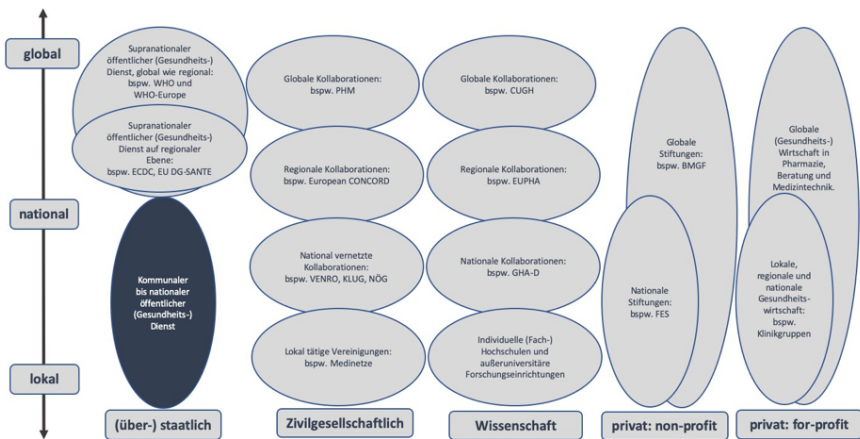 global
national
lokal
Supranationaler
öffentlicher (Gesundheits-)
Dienst, global wie regional:
bspw. WHO und
WHO-Europe
Supranationaler
öffentlicher (Gesundheits-)
Dienst auf regionaler
Ebene:
bspw. ECDC, EU DG-SANTE
Kommunaler
bis nationaler
öffentlicher
(Gesundheits-)
Dienst
(über-) staatlich
Globale Kollaborationen:
bspw. PHM
Regionale Kollaborationen:
bspw. European CONCORD
National vernetzte
Kollaborationen:
bspw. VENRO, KLUG, NÖG
Lokal tätige Vereinigungen:
bspw. Medinetze
Zivilgesellschaftlich
Globale Kollaborationen:
bspw. CUGH
Regionale Kollaborationen:
bspw. EUPHA
Nationale Kollaborationen:
bspw. GHA-D
Individuelle (Fach-)
Hochschulen und
außeruniversitäre
Forschungseinrichtungen
Wissenschaft
Globale
Stiftungen:
bspw. BMGF
Nationale
Stiftungen:
bspw. FES
privat: non-profit
Globale
(Gesundheits-)
Wirtschaft in
Pharmazie,
Beratung und
Medizintechnik.
Lokale,
regionale und
nationale
Gesundheits-
wirtschaft:
bspw.
Klinikgruppen
privat: for-profit